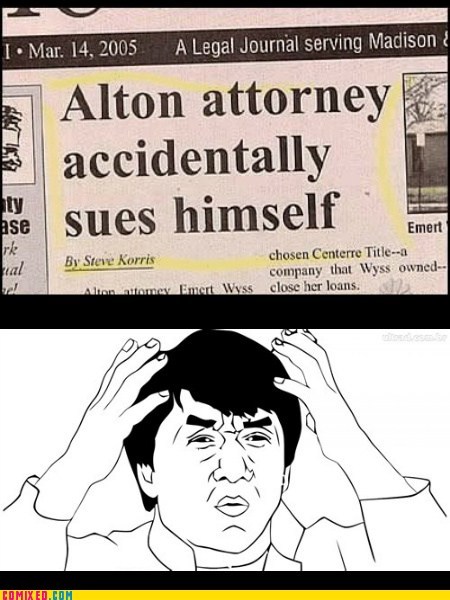 I • Mar. 14, 2005 A Legal Journal serving Madison &
Alton attorney
accidentally
sues himself
By Steve Korris
Alton attorney Emert Wyss
chosen Centerre Title--a
company that Wyss owned--
close her loans.
Emert
COMIXED.COM